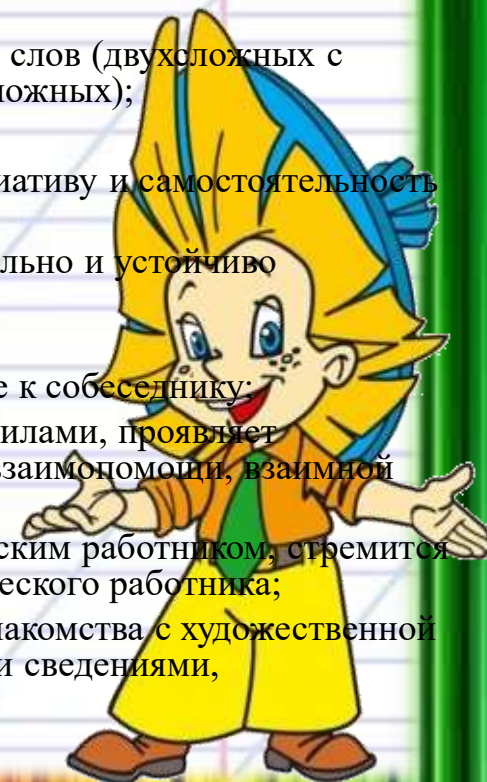 слов (двухсложных с
ложных);
иативу и самостоятельность
льно и устойчиво
е к собеседнику;
илами, проявляет
взаимопомощи, взаимной
ским работником, стремится
еского работника;
накомства с художественной
и сведениями,